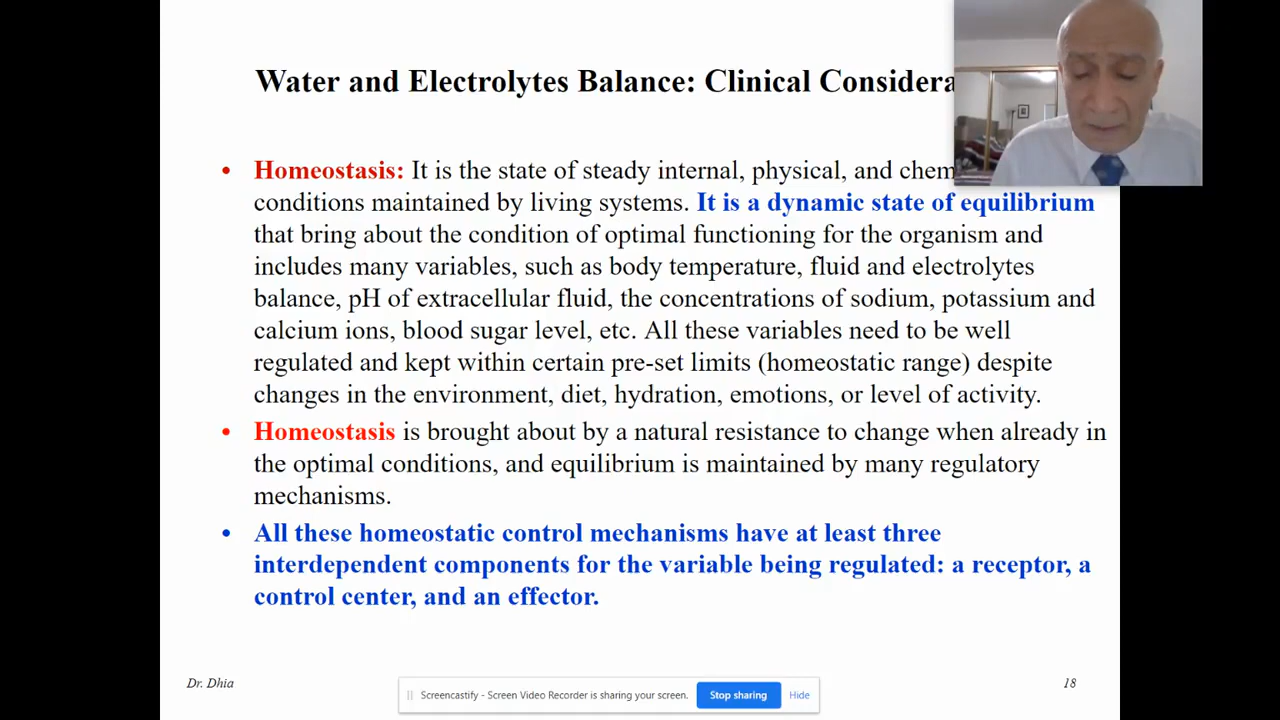 Water and Electrolytes Balance: Clinical
• Homeostasis: It is the state of steady internal, physical, and
conditions maintained by living systems. It is a dynamic state of equilibrium
that bring about the condition of optimal functioning for the organism and
includes many variables, such as body temperature, fluid and electrolytes
balance, pH of extracellular fluid, the concentrations of sodium, potassium and
calcium ions, blood sugar level, etc. All these variables need to be well
regulated and kept within certain pre-set limits (homeostatic range) despite
changes in the environment, diet, hydration, emotions, or level of activity.
• Homeostasis is brought about by a natural resistance to change when already in
the optimal conditions, and equilibrium is maintained by many regulatory
mechanisms.
• All these homeostatic control mechanisms have at least three
interdependent components for the variable being regulated: a receptor, a
control center, and an effector.
Dr. Dhia
Screencastify - Screen Video Recorder is sharing your screen. Stop sharing Hide
18